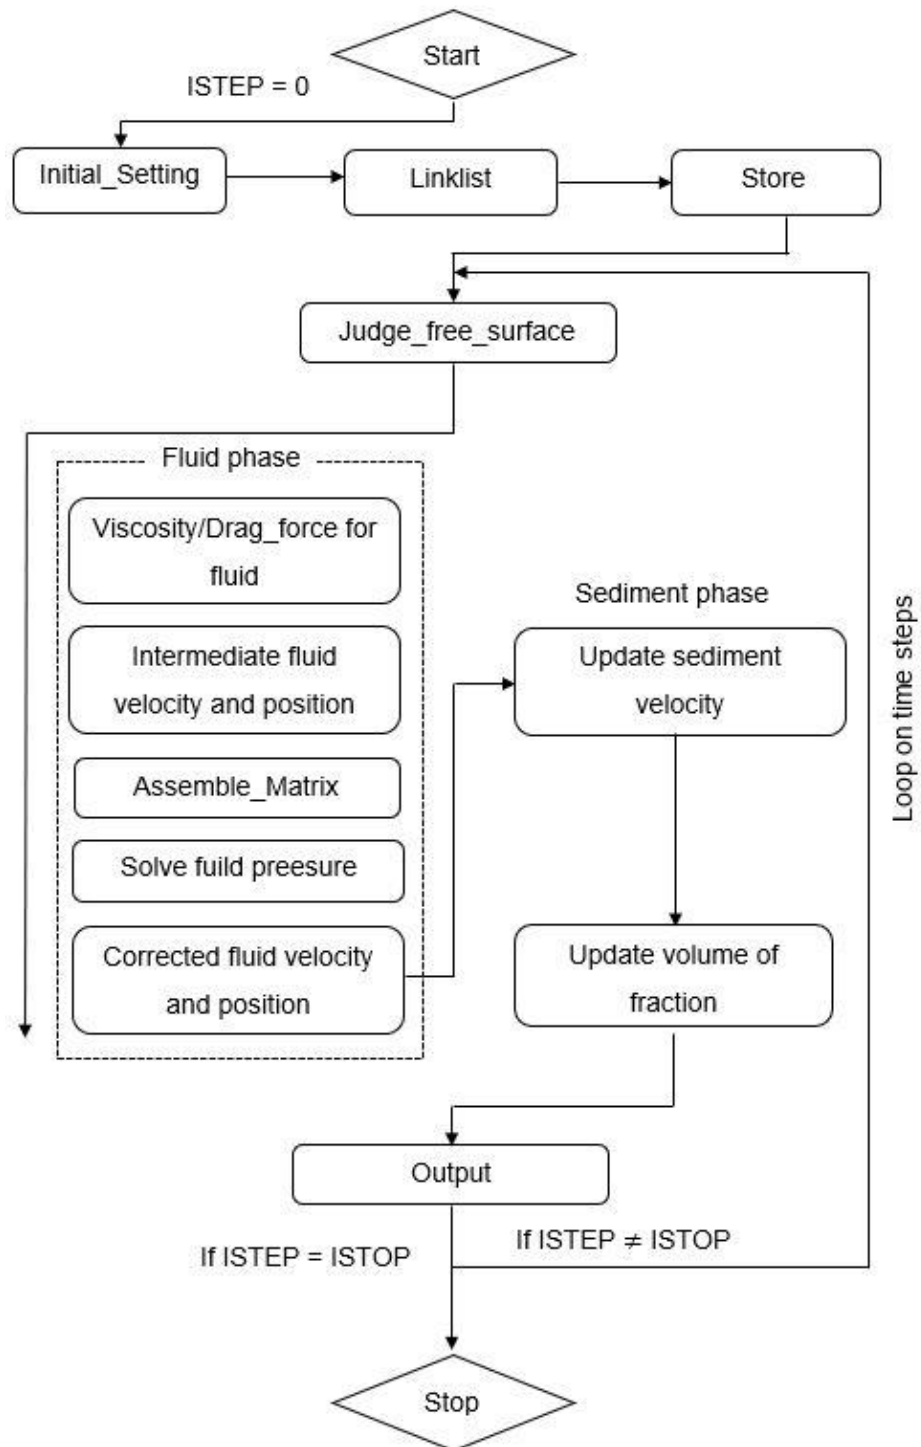 Start
ISTEP = 0
Initial_Setting
Linklist
Store
Judge_free_surface
Fluid phase
Viscosity/Drag_force for
fluid
Intermediate fluid
velocity and position
Assemble_Matrix
Solve fuild preesure
Corrected fluid velocity
and position
Sediment phase
Update sediment
velocity
Update volume of
fraction
Loop on time steps
Output
If ISTEP = ISTOP
If ISTEP ≠ ISTOP
Stop